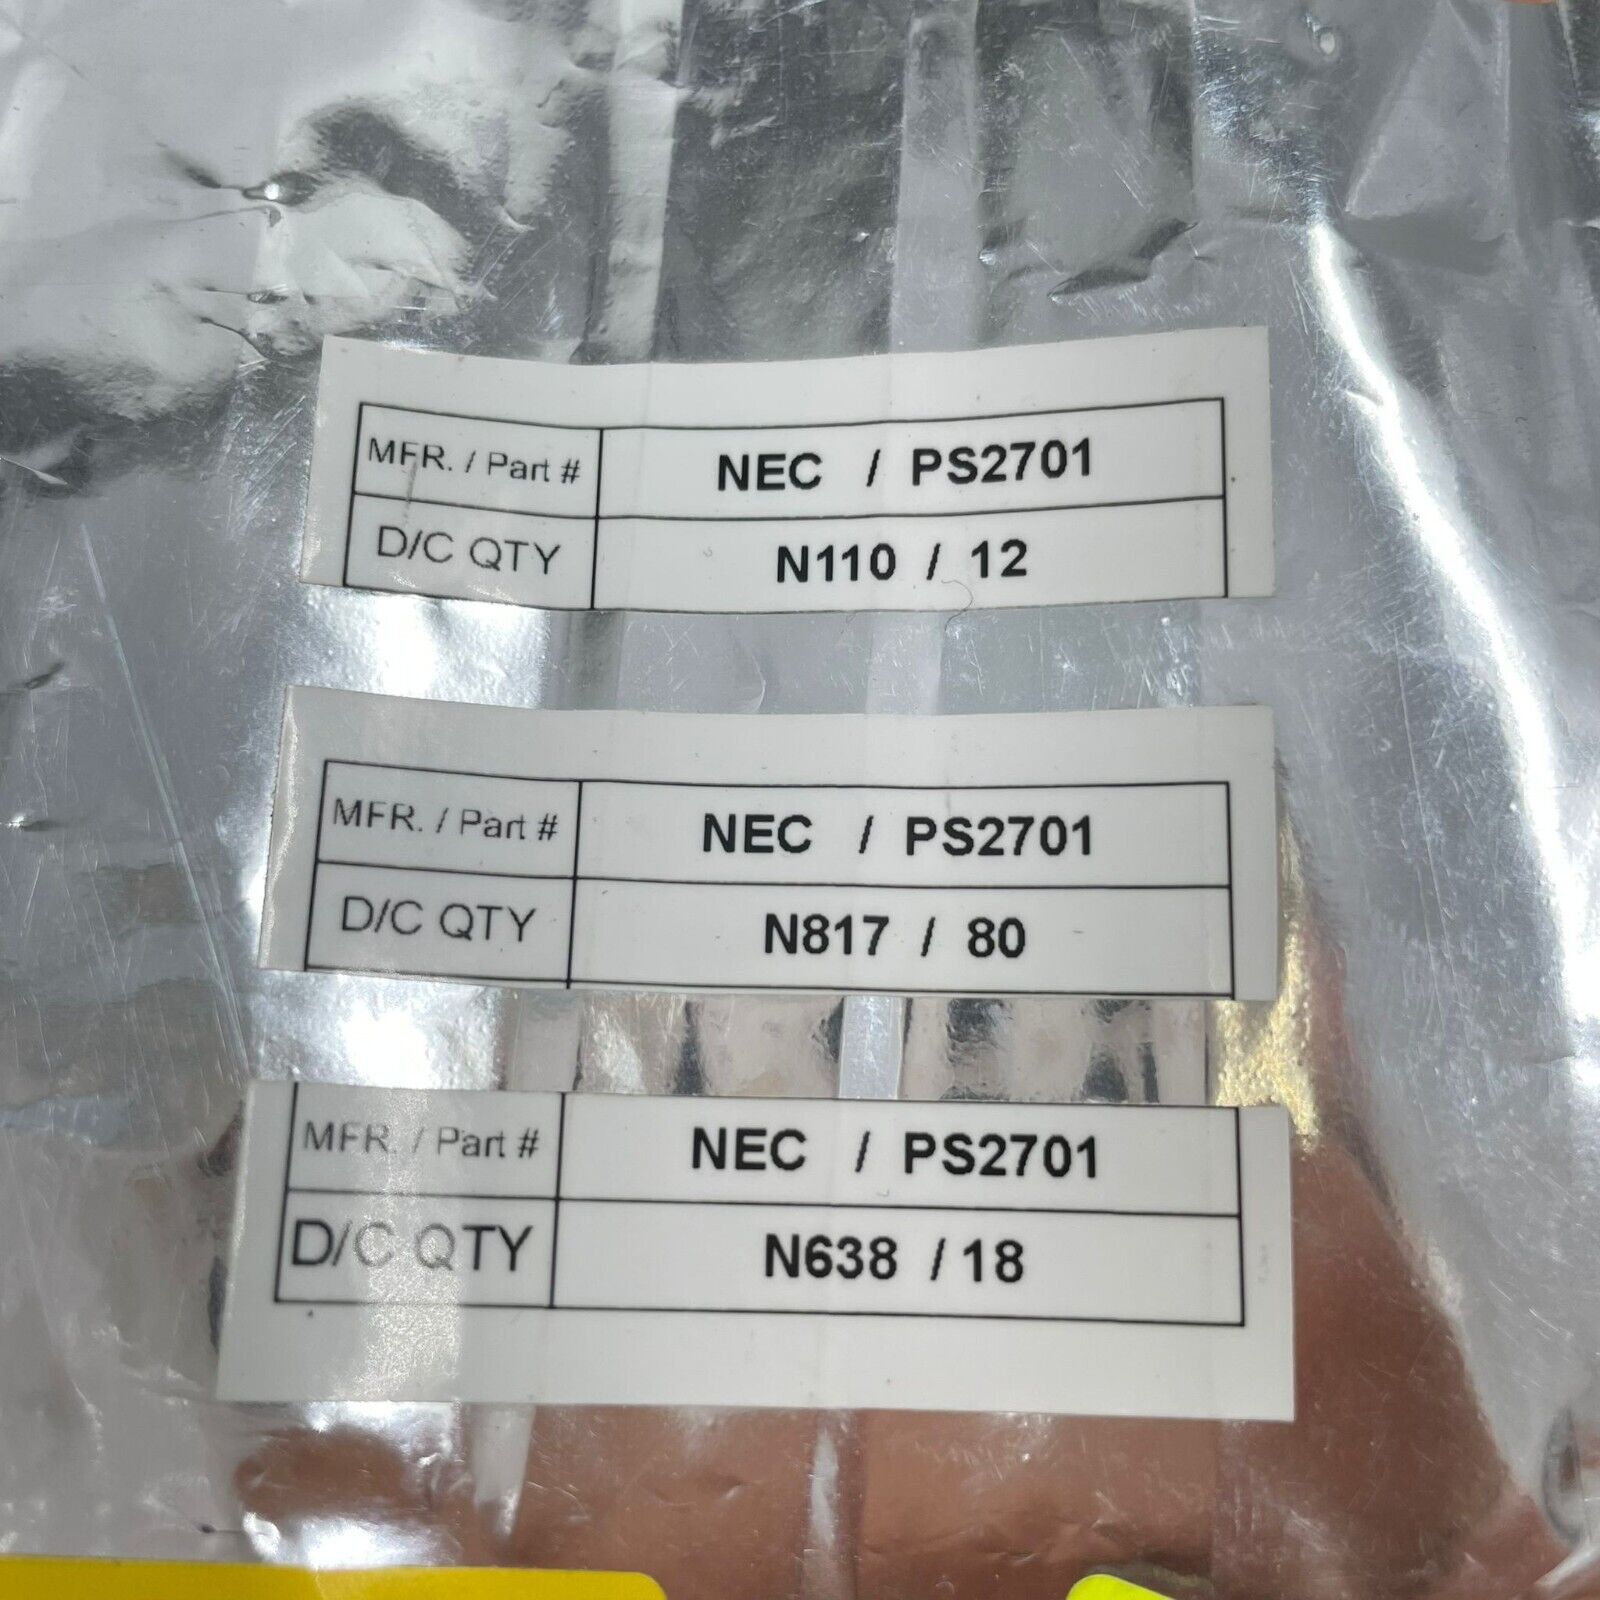 MFR. / Part # NEC / PS2701
D/C QTY N110 / 12
MFR. / Part # NEC / PS2701
D/C QTY N817 / 80
MFR. / Part # NEC / PS2701
D/C QTY N638 / 18